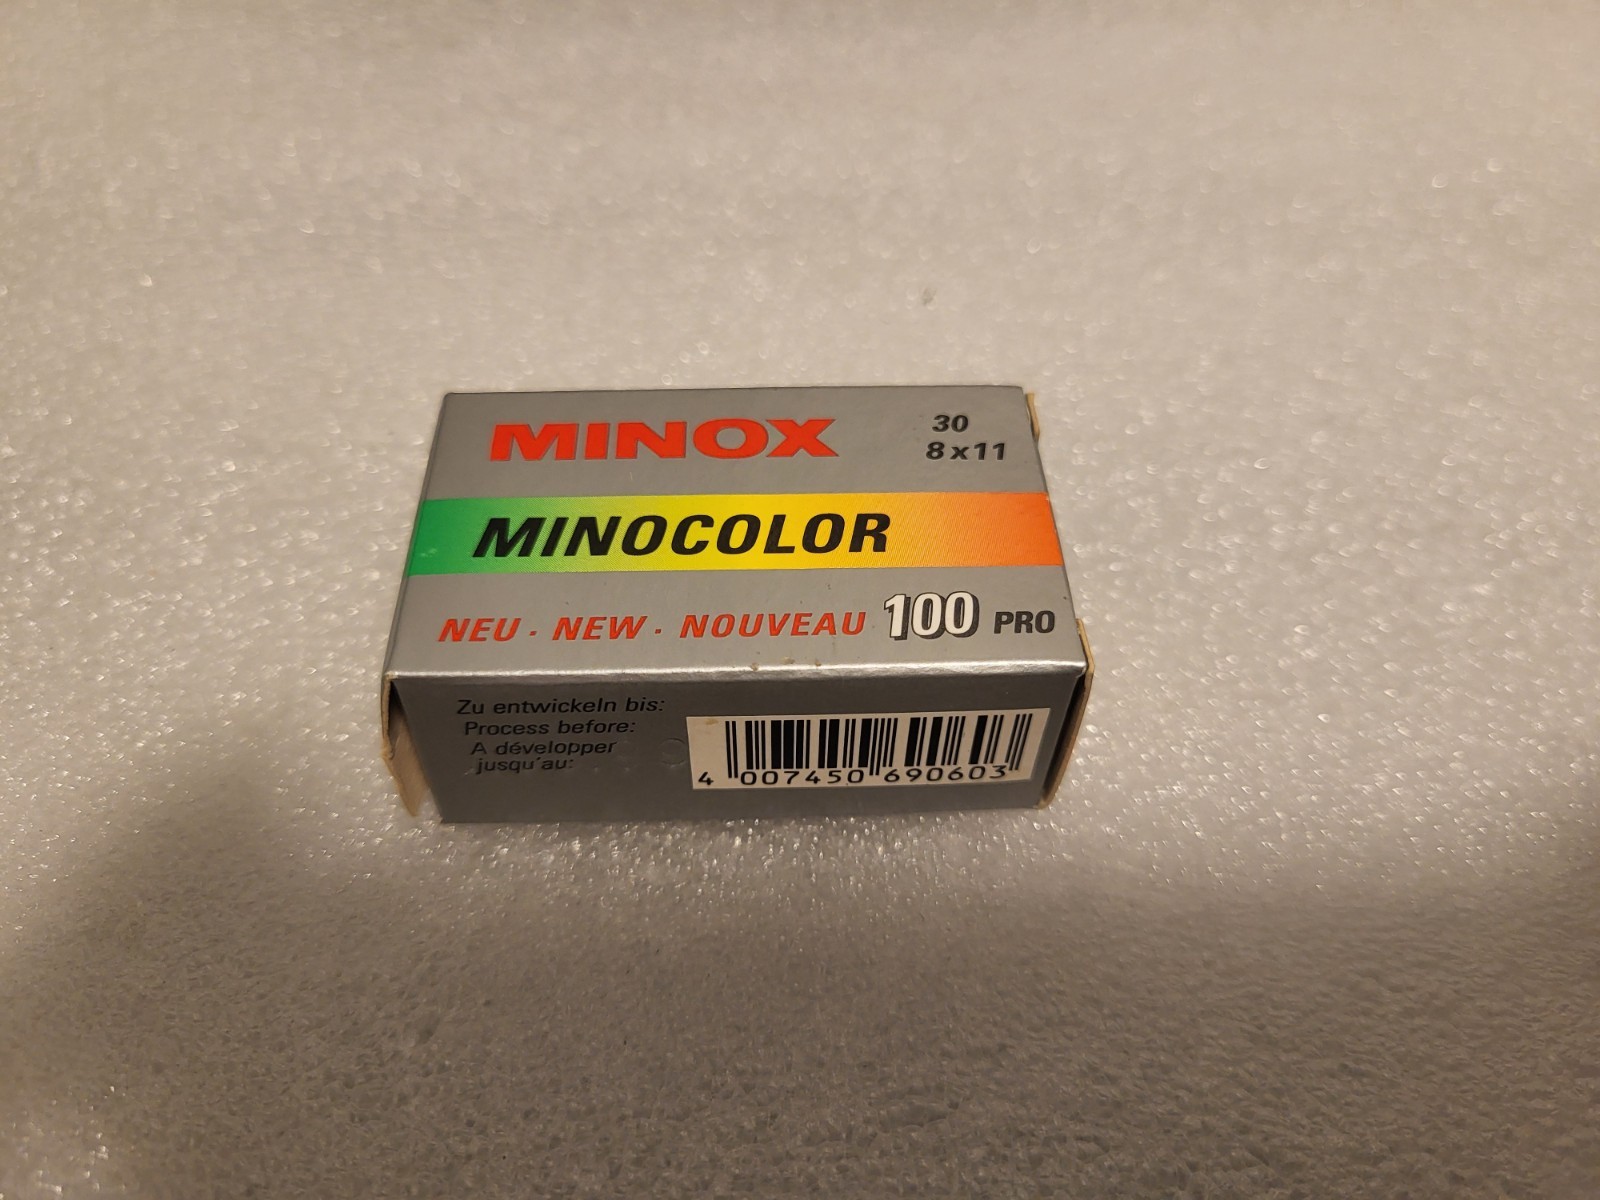 MINOX
30
8x11
MINOCOLOR
NEU · NEW · NOUVEAU 100 PRO
Zu entwickeln bis:
Process before:
A développer
jusqu'au:
4 007450 690603